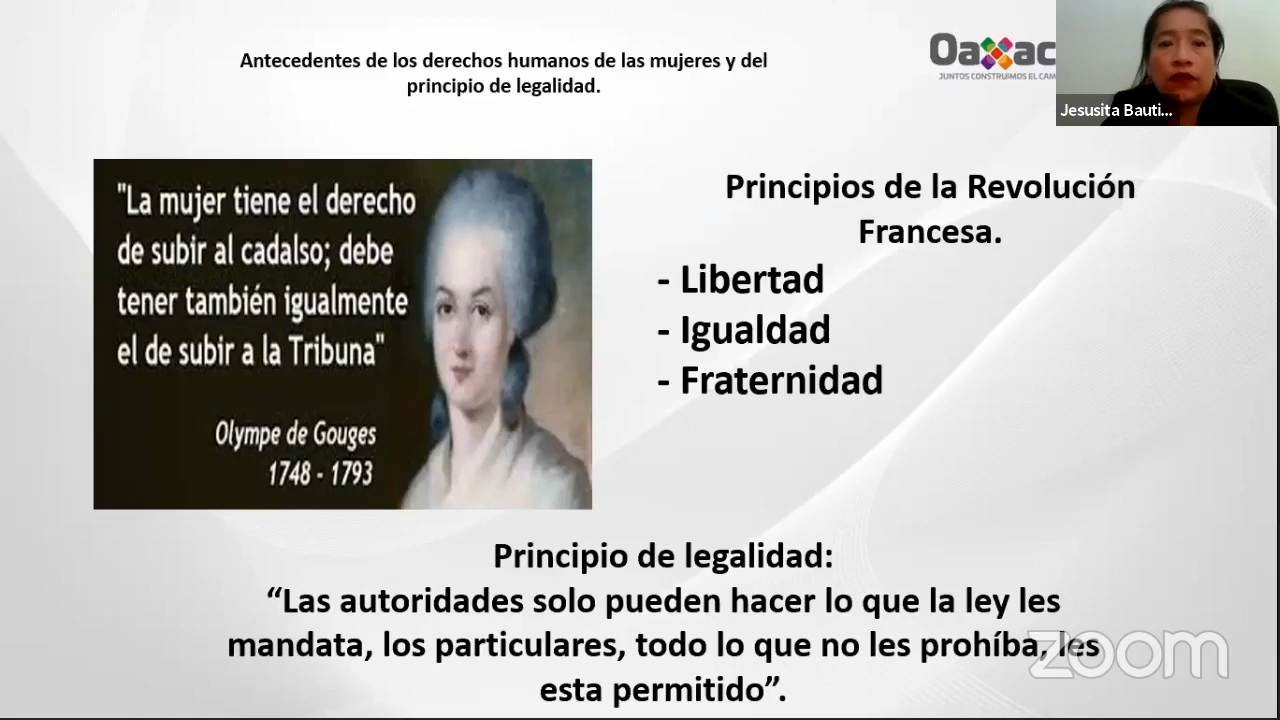 Antecedentes de los derechos humanos de las mujeres y del
principio de legalidad.
Oaxac
JUNTOS CONSTRUIMOS EL CAM
Jesusita Bauti...
"La mujer tiene el derecho
de subir al cadalso; debe
tener también igualmente
el de subir a la Tribuna"
Olympe de Gouges
1748 - 1793
Principios de la Revolución
Francesa.
- Libertad
- Igualdad
- Fraternidad
Principio de legalidad:
“Las autoridades solo pueden hacer lo que la ley les
mandata, los particulares, todo lo que no les prohíba, les
esta permitido”.
zoom